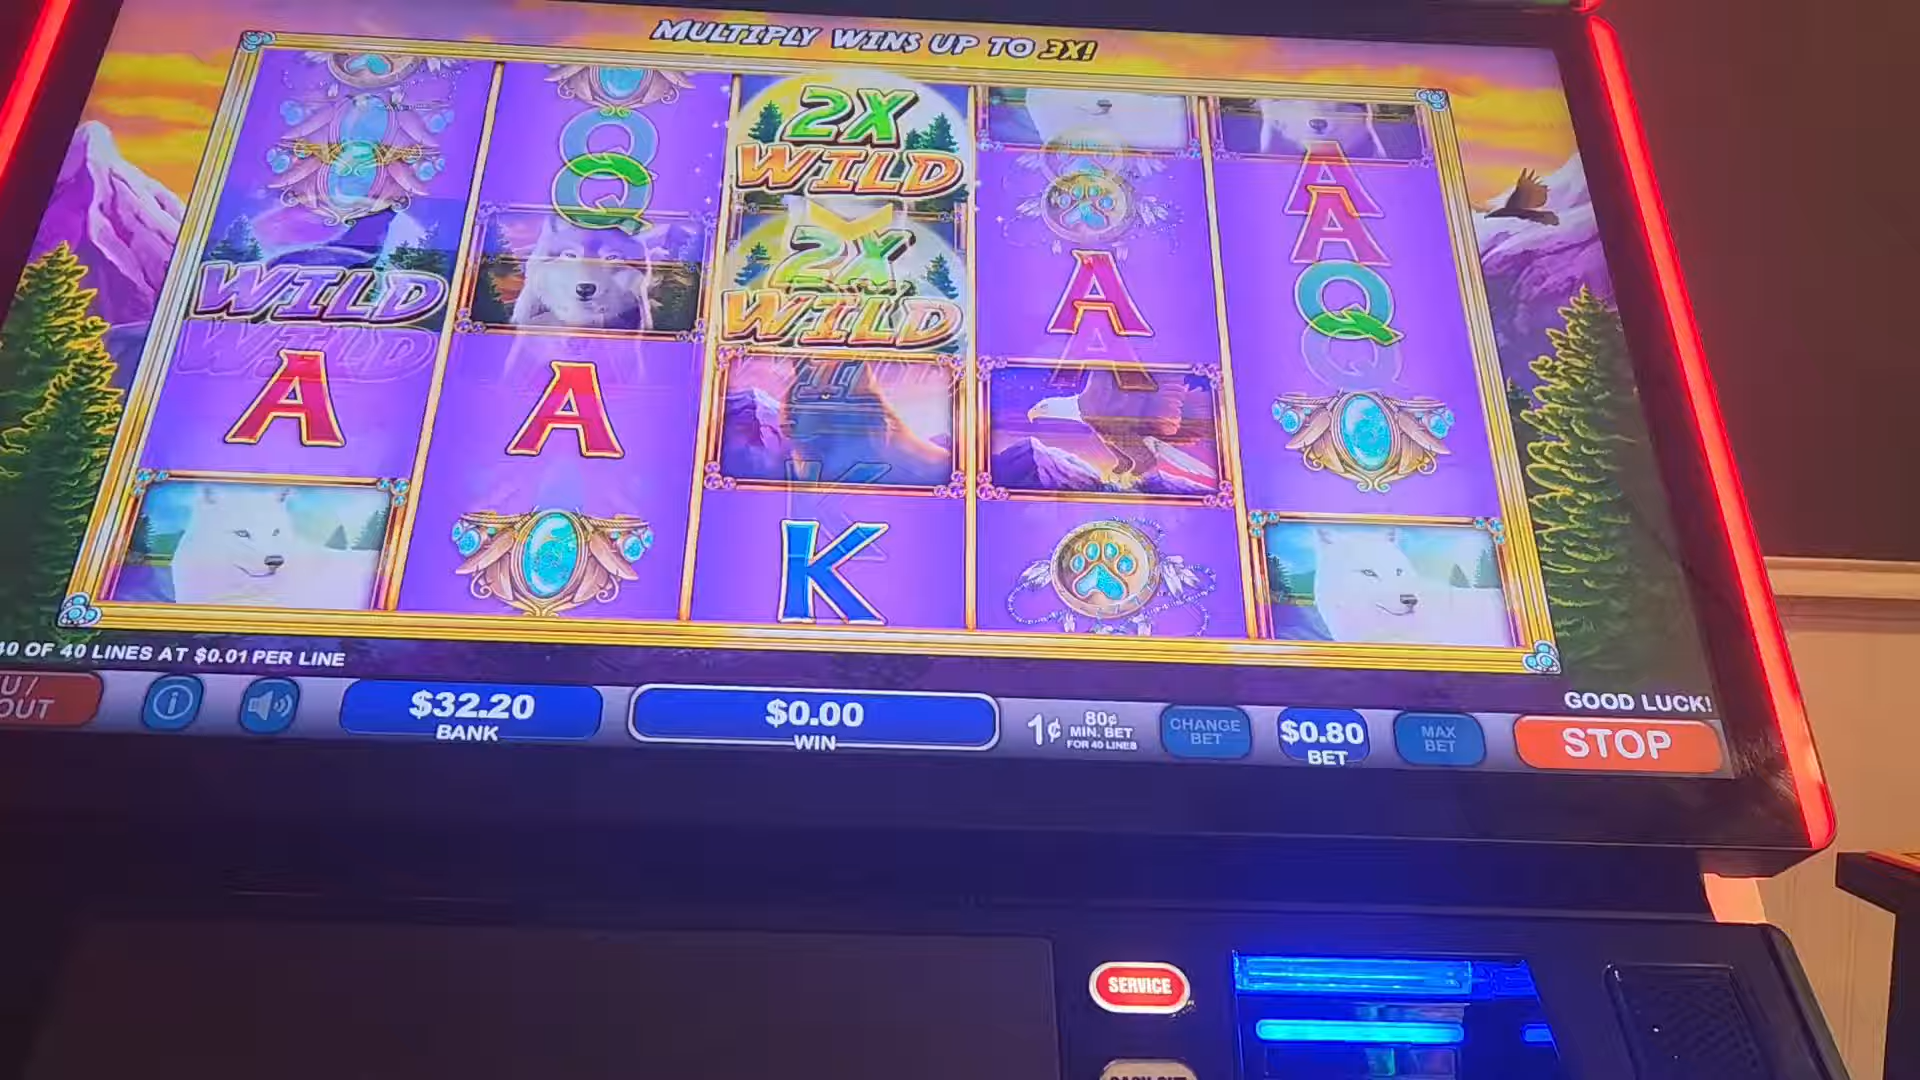 MULTIPLY WINS UP TO 3X!
2X
WILD
2X
WILD
Q
Q
A
A
WILD
WILD
A
Q
A
A
K
40 OF 40 LINES AT $0.01 PER LINE
GOOD LUCK!
OUT
$32.20
BANK
$0.00
WIN
1¢
80¢
MIN. BET
FOR 40 LINES
CHANGE
BET
$0.80
BET
MAX
BET
STOP
SERVICE